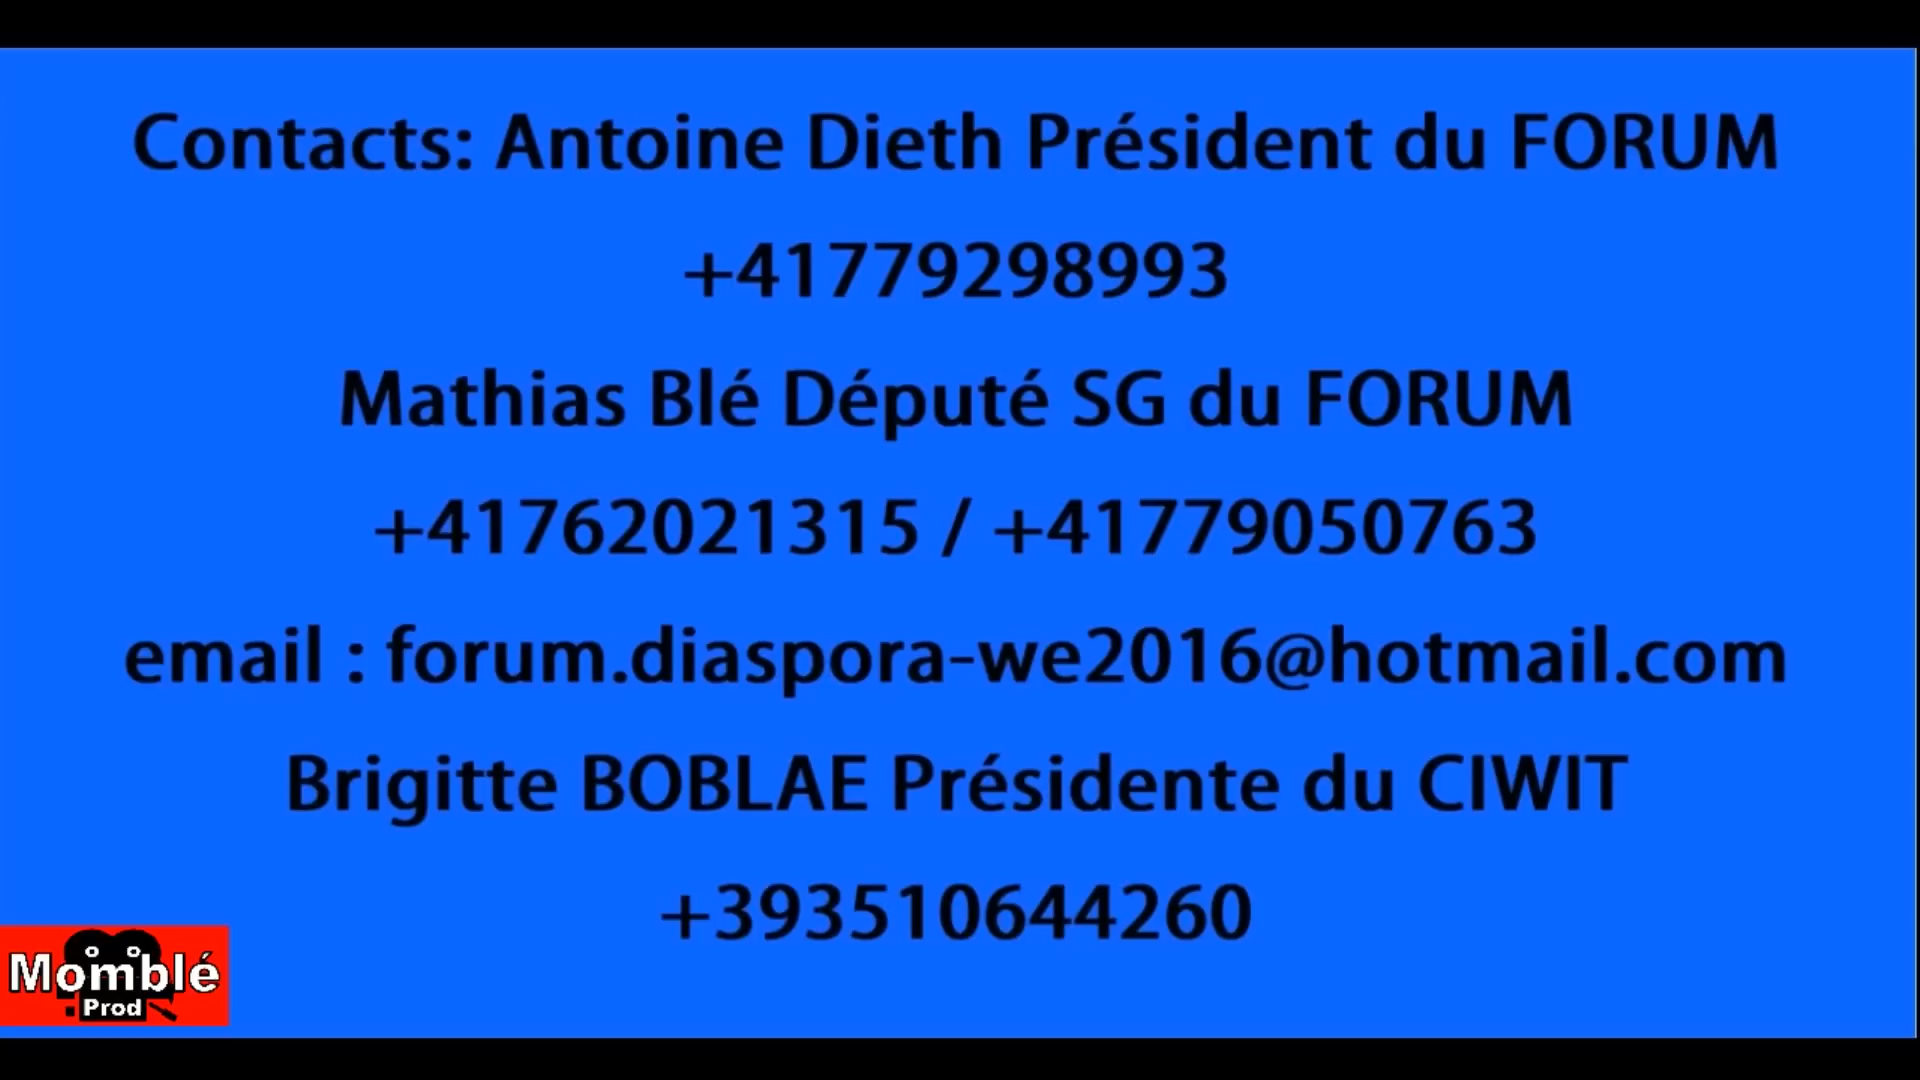 Contacts: Antoine Dieth Président du FORUM
+41779298993
Mathias Blé Député SG du FORUM
+41762021315 / +41779050763
email : forum.diaspora-we2016@hotmail.com
Brigitte BOBLAE Présidente du CIWIT
+393510644260
Momblé
Prod